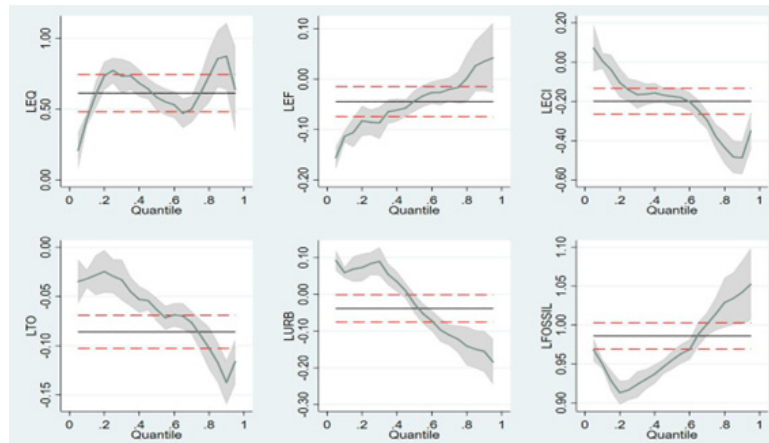 LEQ
1.00
0.50
0.00
0 .2 .4 .6 .8 1
Quantile
LEF
0.10
0.00
-0.10
-0.20
0 .2 .4 .6 .8 1
Quantile
LECI
0.20
-0.00
-0.20
-0.40
-0.60
0 .2 .4 .6 .8 1
Quantile
LTO
0.00
-0.05
-0.10
-0.15
0 .2 .4 .6 .8 1
Quantile
LURB
0.10
0.00
-0.10
-0.20
-0.30
0 .2 .4 .6 .8 1
Quantile
LFOSSIL
1.10
1.05
1.00
0.95
0.90
0 .2 .4 .6 .8 1
Quantile